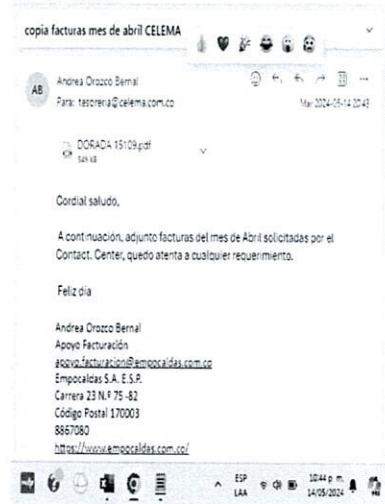 copia facturas mes de abril CELEMA
AB
Andrea Orozco Bernal
Para: tesoreria@celema.com.co
Mar 2024-05-14 20:43
DORADA 15109.pdf
549 KB
Cordial saludo,
A continuación, adjunto facturas del mes de Abril solicitadas por el
Contact. Center, quedo atenta a cualquier requerimiento.
Feliz día
Andrea Orozco Bernal
Apoyo Facturación
apoyo.facturacion@empocaldas.com.co
Empocaldas S.A. E.S.P.
Carrera 23 N.º 75 -82
Código Postal 170003
8867080
https://www.empocaldas.com.co/
ESP
LAA
10:44 p. m.
14/05/2024